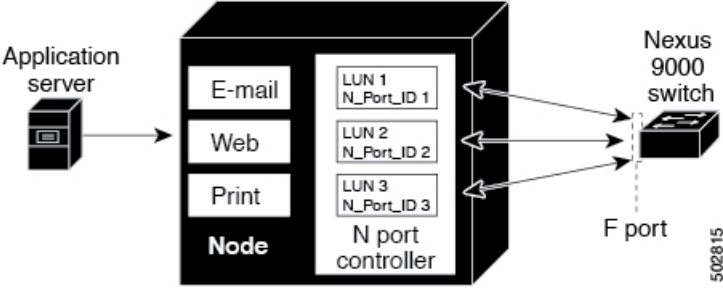 Application
server
E-mail
Web
Print
Node
LUN 1
N_Port_ID 1
LUN 2
N_Port_ID 2
LUN 3
N_Port_ID 3
N port
controller
Nexus
9000
switch
F port
502815